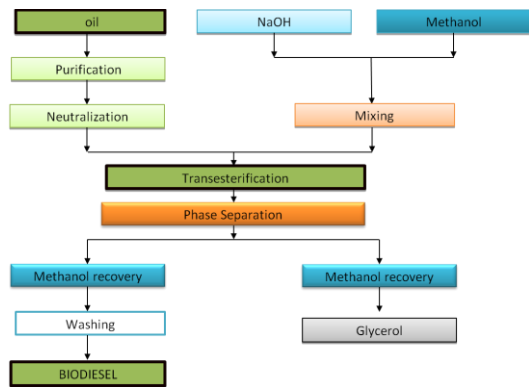 oil
NaOH
Methanol
Purification
Neutralization
Mixing
Transesterification
Phase Separation
Methanol recovery
Methanol recovery
Washing
Glycerol
BIODIESEL